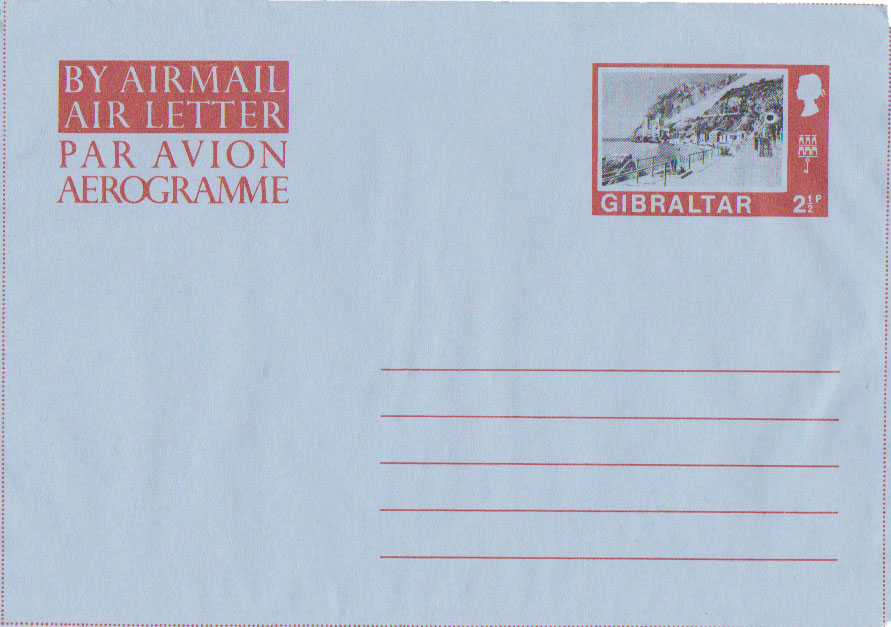 BY AIRMAIL
AIR LETTER
PAR AVION
AEROGRAMME
GIBRALTAR 2½P